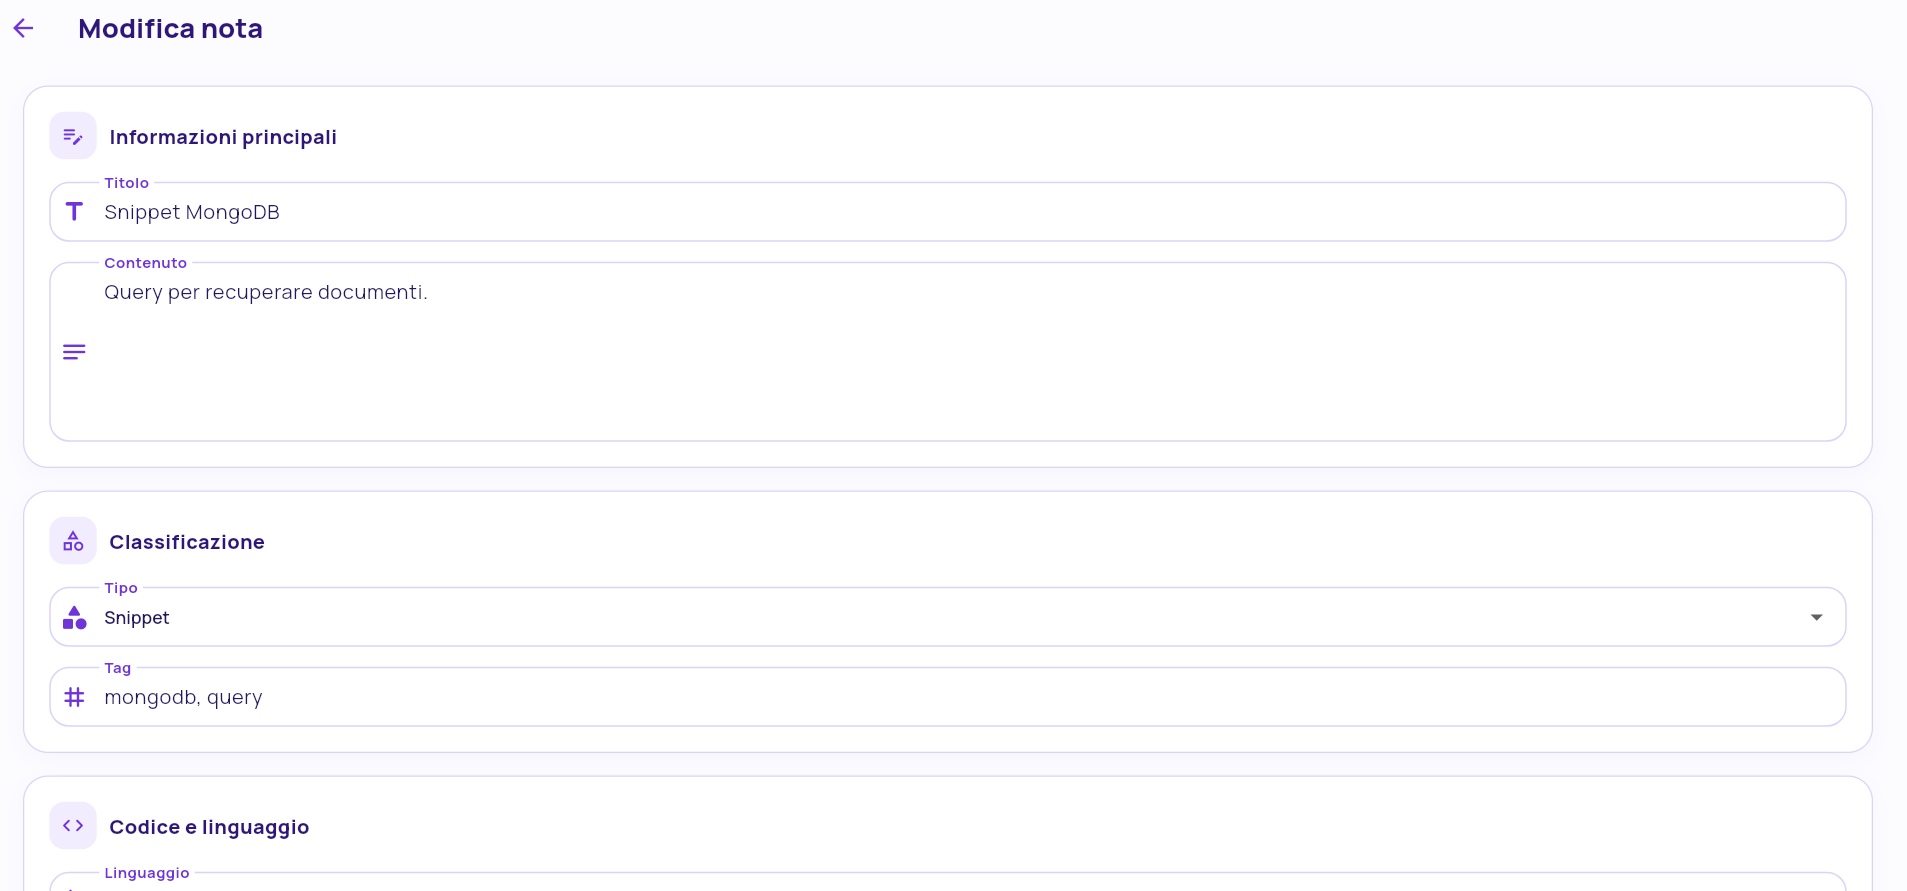 Modifica nota
Informazioni principali
Titolo
Snippet MongoDB
Contenuto
Query per recuperare documenti.
Classificazione
Tipo
Snippet
Tag
mongodb, query
Codice e linguaggio
Linguaggio